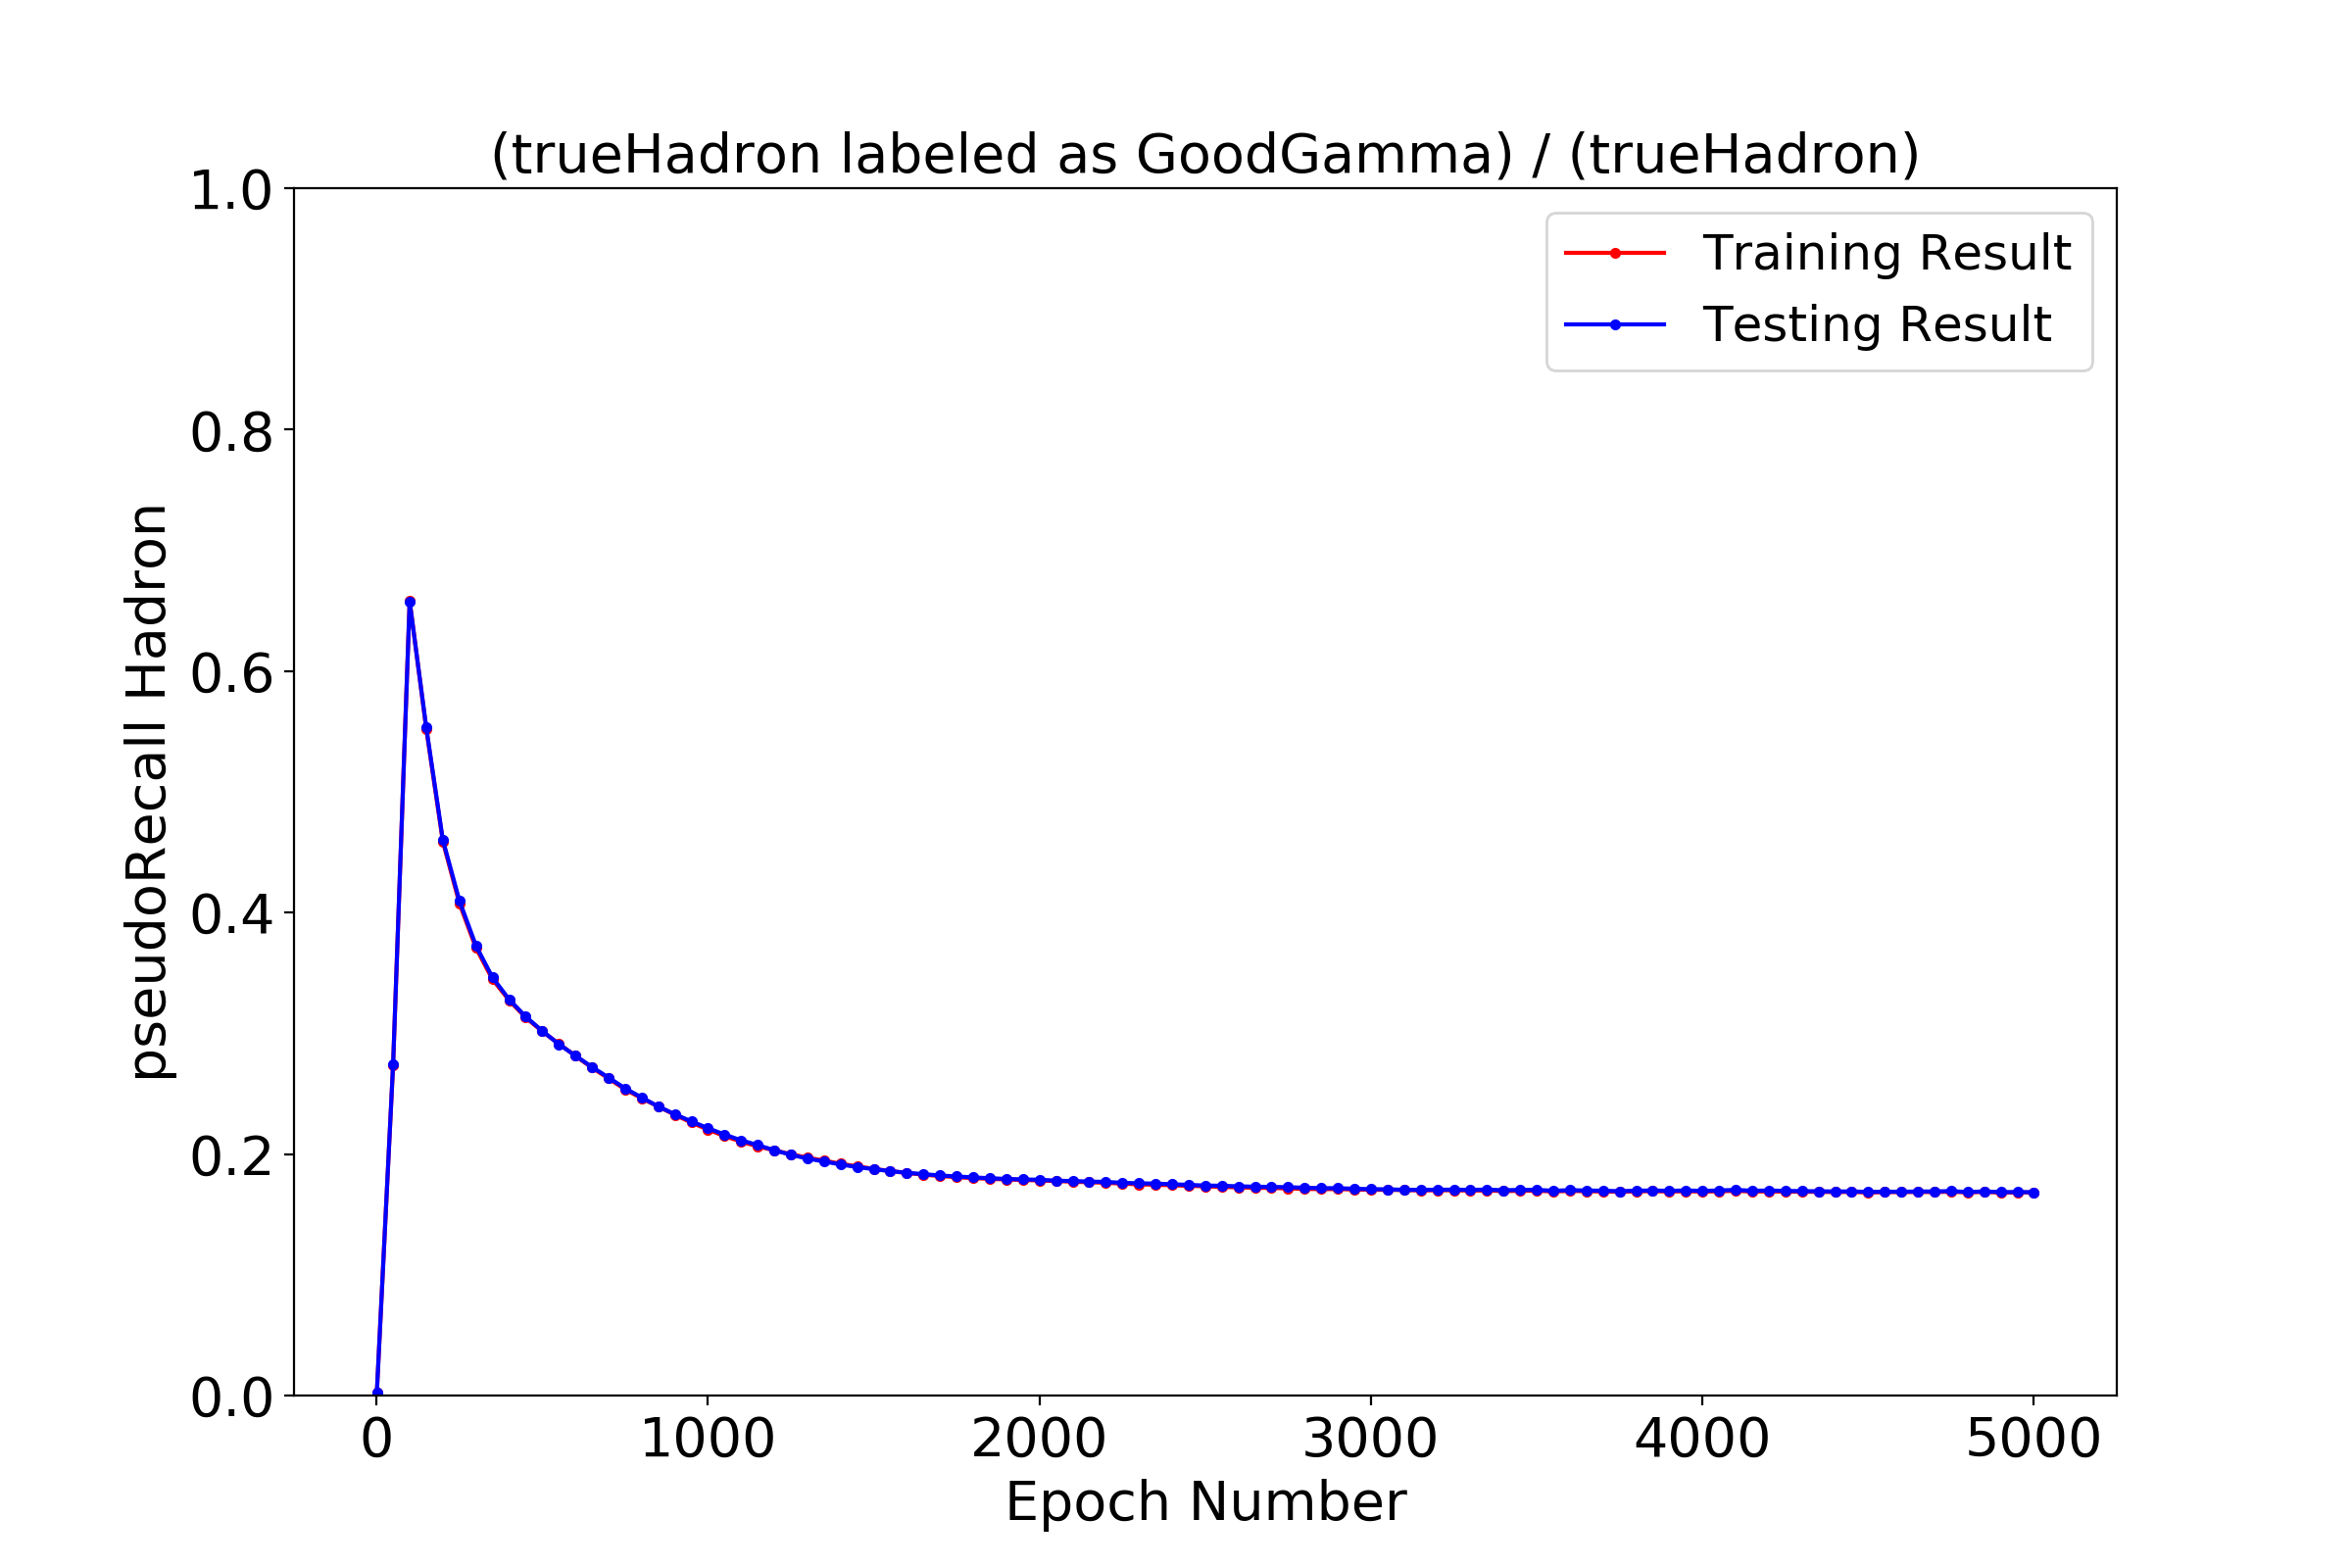 (trueHadron labeled as GoodGamma) / (trueHadron)
1.0
0.8
0.6
0.4
0.2
0.0
pseudoRecall Hadron
Training Result
Testing Result
0 1000 2000 3000 4000 5000
Epoch Number